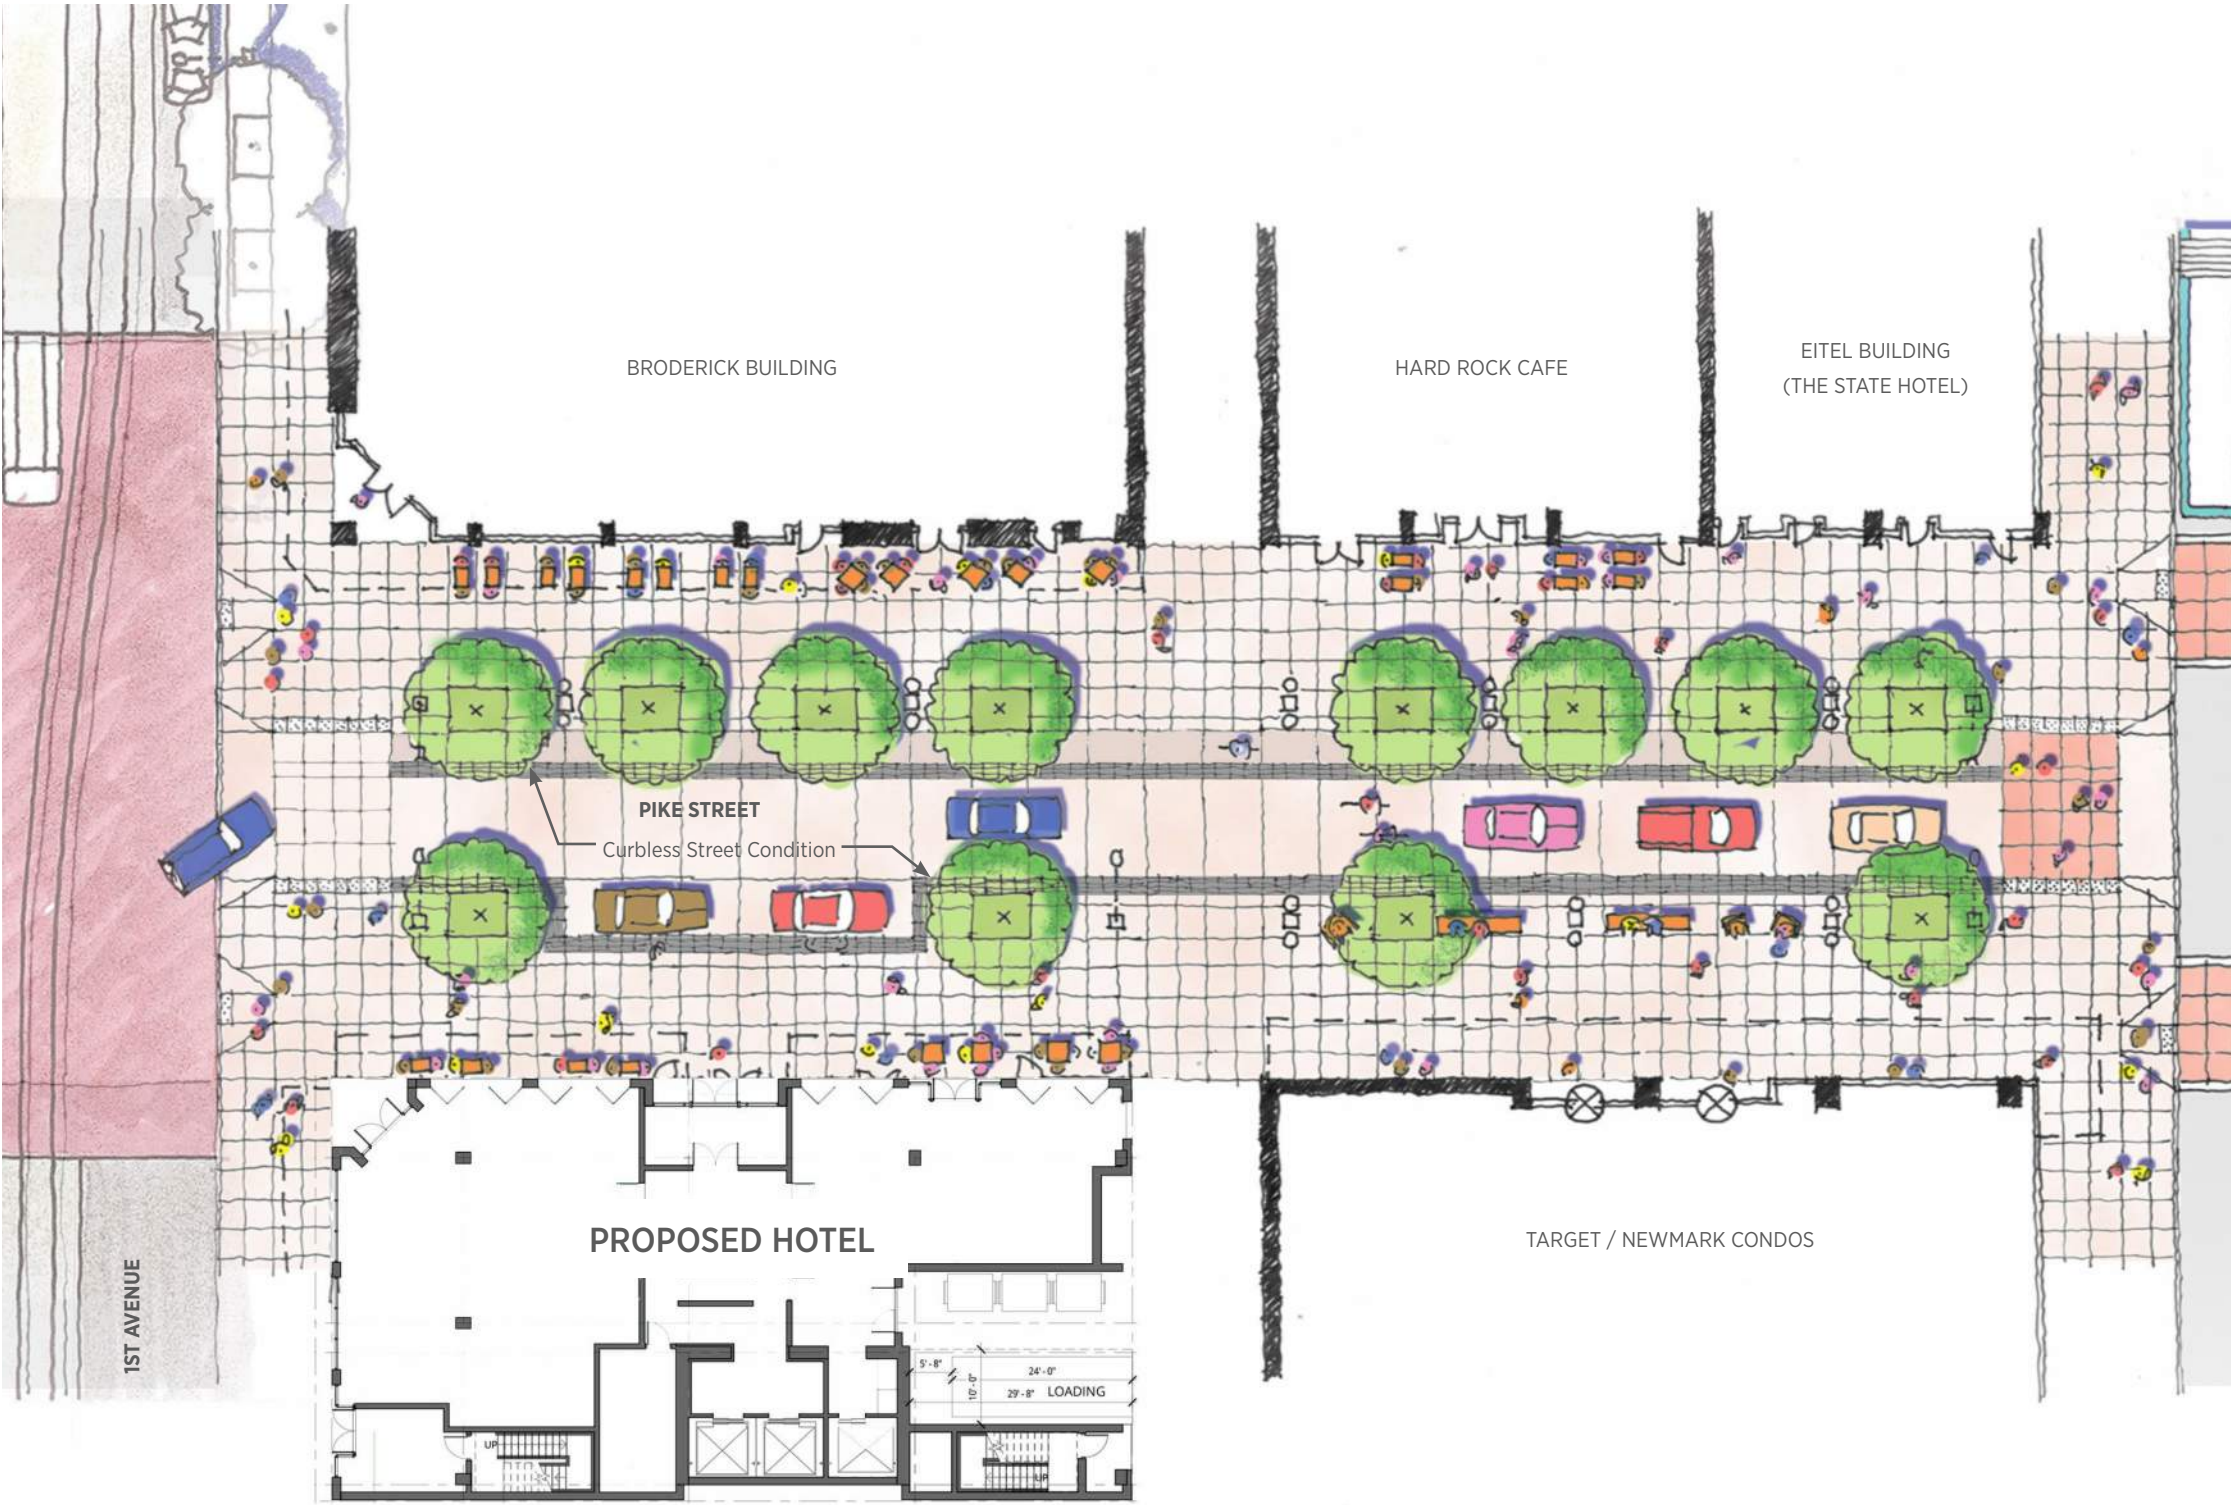 BRODERICK BUILDING
HARD ROCK CAFE
EITEL BUILDING
(THE STATE HOTEL)
PIKE STREET
Curbless Street Condition
PROPOSED HOTEL
TARGET / NEWMARK CONDOS
1ST AVENUE
5'-8"
24'-0"
10'-0"
29'-8" LOADING
UP
UP